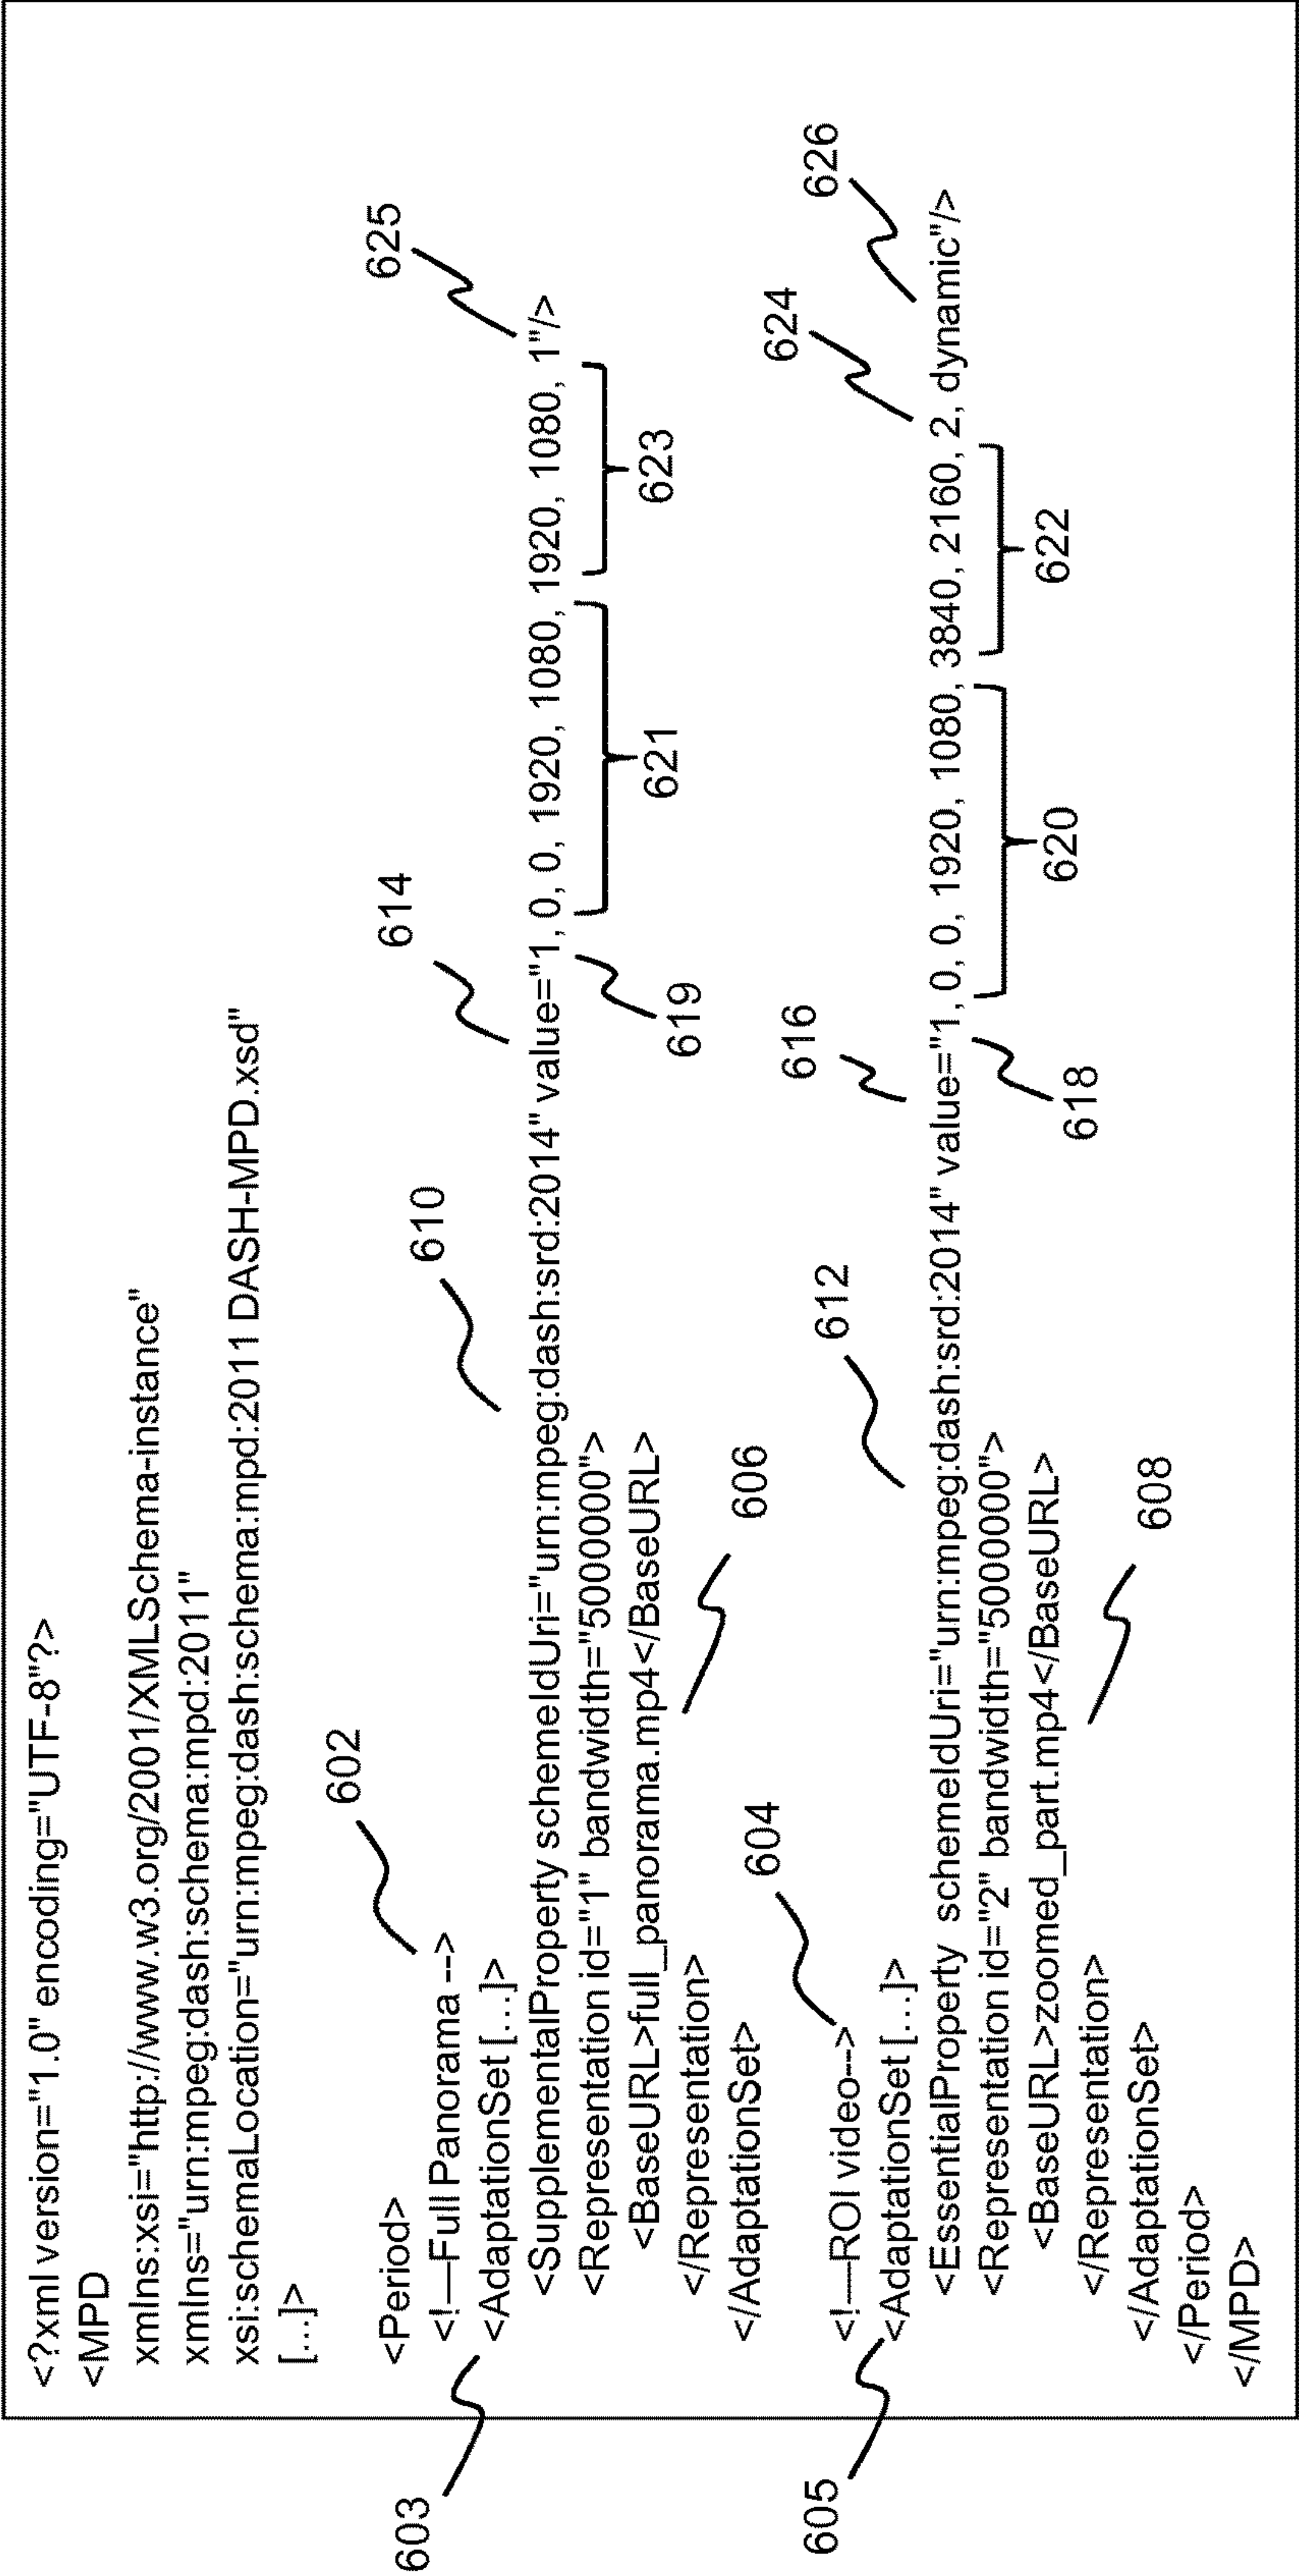 <?xml version="1.0" encoding="UTF-8"?>
<MPD
xmlns:xsi="http://www.w3.org/2001/XMLSchema-instance"
xmlns="urn:mpeg:dash:schema:mpd:2011"
xsi:schemaLocation="urn:mpeg:dash:schema:mpd:2011 DASH-MPD.xsd"
[...]>
602
<Period>
<!—Full Panorama -->
603
<AdaptationSet [...]>
610
614
625
<SupplementalProperty schemeIdUri="urn:mpeg:dash:srd:2014" value="1, 0, 0, 1920, 1080, 1920, 1080, 1"/>
<Representation id="1" bandwidth="5000000">
619
621
623
<BaseURL>full_panorama.mp4</BaseURL>
</Representation>
606
</AdaptationSet>
604
<!—ROI video-->
605
<AdaptationSet [...]>
612
616
624
626
<EssentialProperty schemeIdUri="urn:mpeg:dash:srd:2014" value="1, 0, 0, 1920, 1080, 3840, 2160, 2, dynamic"/>
<Representation id="2" bandwidth="5000000">
618
620
622
<BaseURL>zoomed_part.mp4</BaseURL>
</Representation>
608
</AdaptationSet>
</Period>
</MPD>